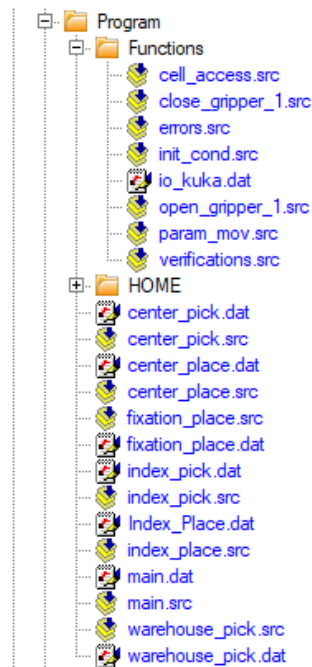 Program
Functions
cell_access.src
close_gripper_1.src
errors.src
init_cond.src
io_kuka.dat
open_gripper_1.src
param_mov.src
verifications.src
HOME
center_pick.dat
center_pick.src
center_place.dat
center_place.src
fixation_place.src
fixation_place.dat
index_pick.dat
index_pick.src
Index_Place.dat
index_place.src
main.dat
main.src
warehouse_pick.src
warehouse_pick.dat